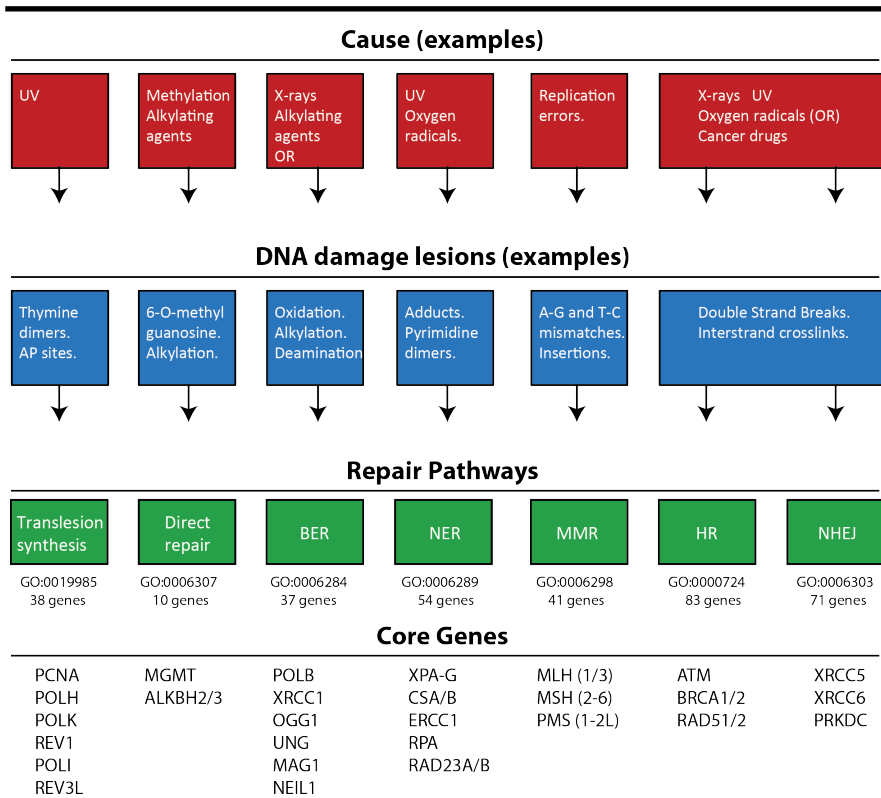 Cause (examples)
UV
Methylation
Alkylating
agents
X-rays
Alkylating
agents
OR
UV
Oxygen
radicals.
Replication
errors.
X-rays UV
Oxygen radicals (OR)
Cancer drugs
DNA damage lesions (examples)
Thymine
dimers.
AP sites.
6-O-methyl
guanosine.
Alkylation.
Oxidation.
Alkylation.
Deamination
Adducts.
Pyrimidine
dimers.
A-G and T-C
mismatches.
Insertions.
Double Strand Breaks.
Interstrand crosslinks.
Repair Pathways
Translesion
synthesis
Direct
repair
BER
NER
MMR
HR
NHEJ
GO:0019985
38 genes
GO:0006307
10 genes
GO:0006284
37 genes
GO:0006289
54 genes
GO:0006298
41 genes
GO:0000724
83 genes
GO:0006303
71 genes
Core Genes
PCNA
POLH
POLK
REV1
POLI
REV3L
MGMT
ALKBH2/3
POLB
XRCC1
OGG1
UNG
MAG1
NEIL1
XPA-G
CSA/B
ERCC1
RPA
RAD23A/B
MLH (1/3)
MSH (2-6)
PMS (1-2L)
ATM
BRCA1/2
RAD51/2
XRCC5
XRCC6
PRKDC